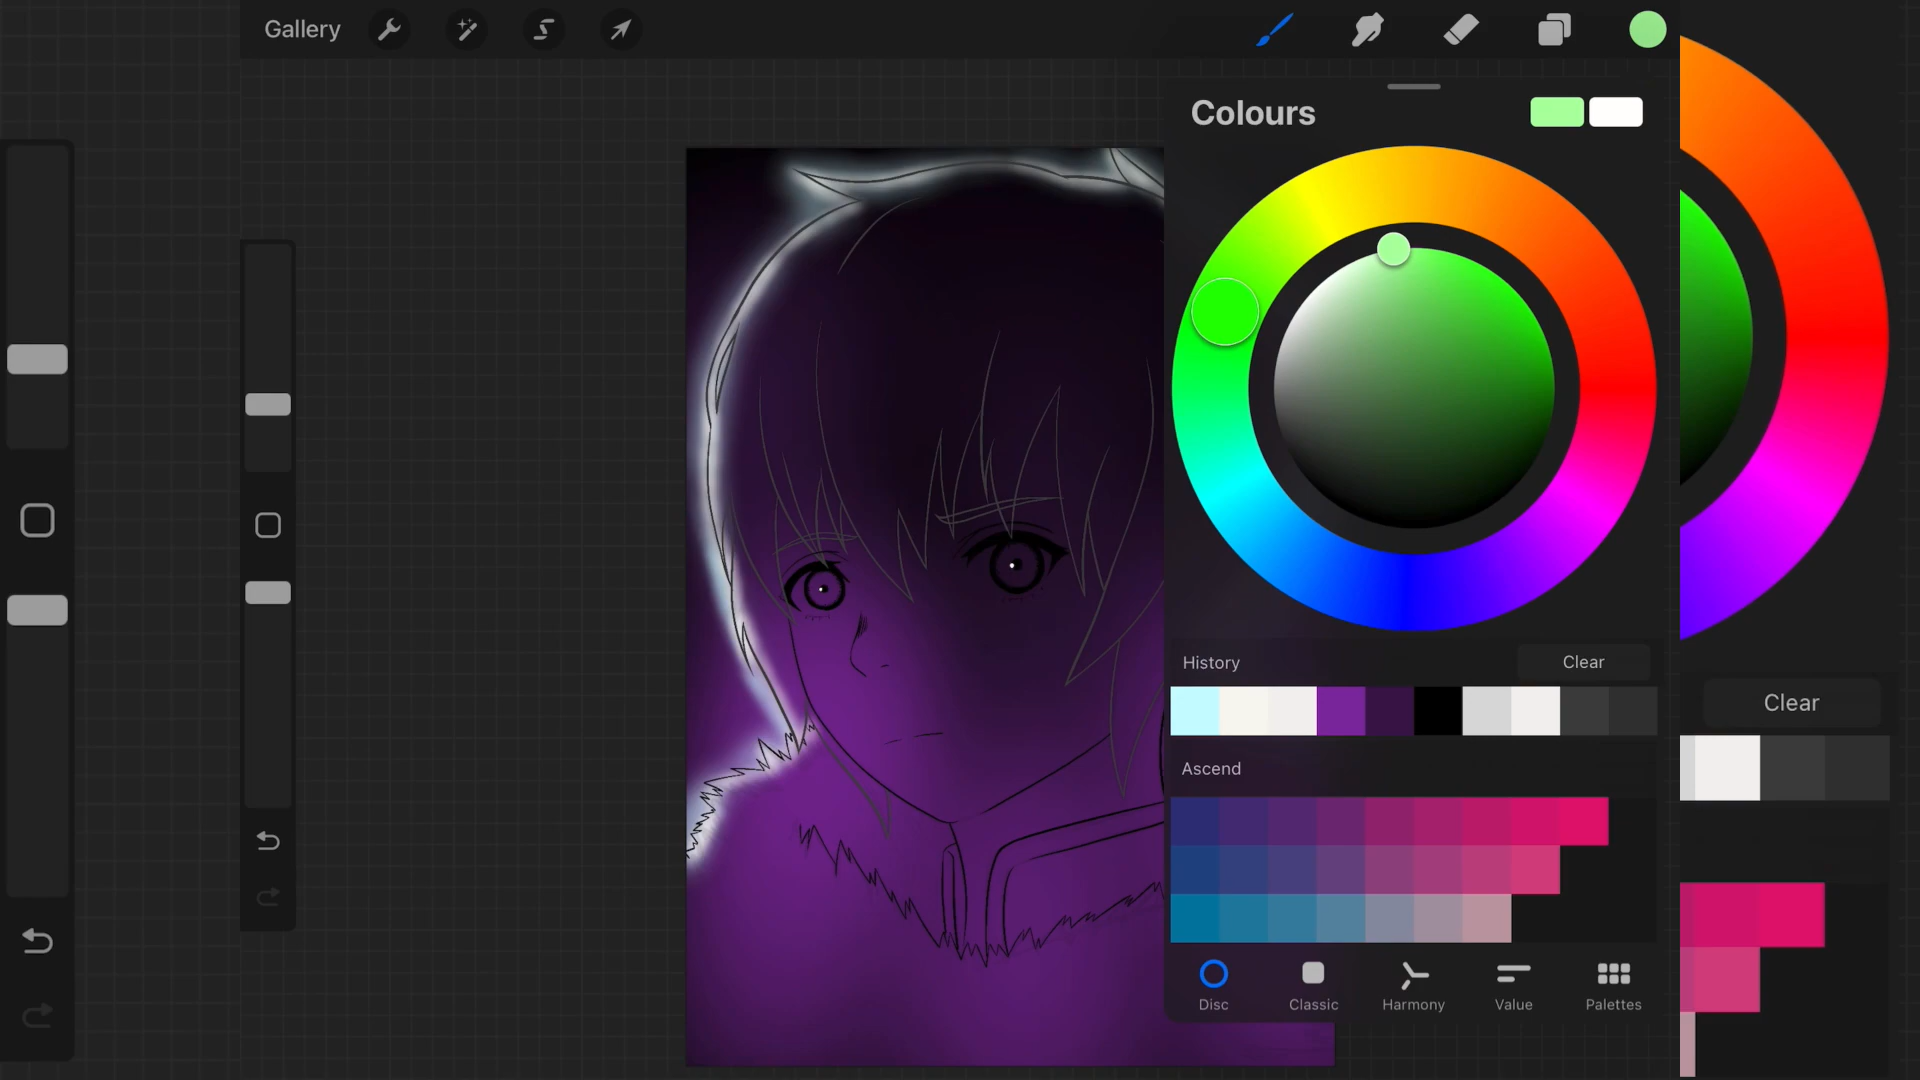 Gallery
Colours
History
Clear
Clear
Ascend
Disc
Classic
Harmony
Value
Palettes